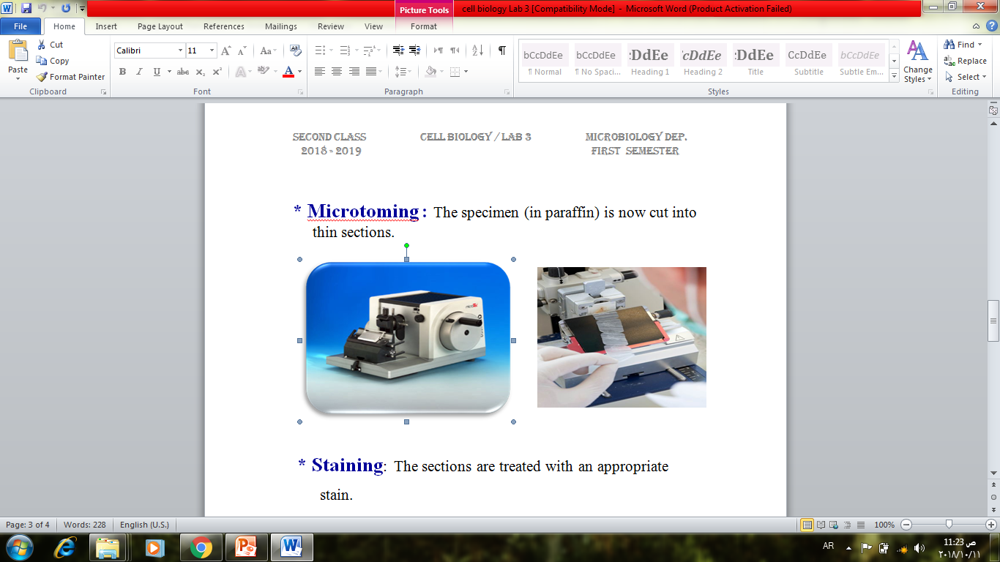 cell biology Lab 3 [Compatibility Mode] - Microsoft Word (Product Activation Failed)
Picture Tools
File Home Insert Page Layout References Mailings Review View Format
Paste
Cut
Copy
Format Painter
Clipboard
Calibri 11
Font
Paragraph
bCcDdEe bCcDdEe :DdEe :cDdEe :DdEe CcDdEe bCcDdEe
¶ Normal ¶ No Spaci... Heading 1 Heading 2 Title Subtitle Subtle Em...
Change Styles
Styles
Find
Replace
Select
Editing
SECOND CLASS CELL BIOLOGY / LAB 3 MICROBIOLOGY DEP.
2018 - 2019 FIRST SEMESTER
* Microtoming : The specimen (in paraffin) is now cut into
thin sections.
* Staining: The sections are treated with an appropriate
stain.
Page: 3 of 4 Words: 228 English (U.S.) 100%
AR
11:23 ص
٢٠١٨/١٠/١١